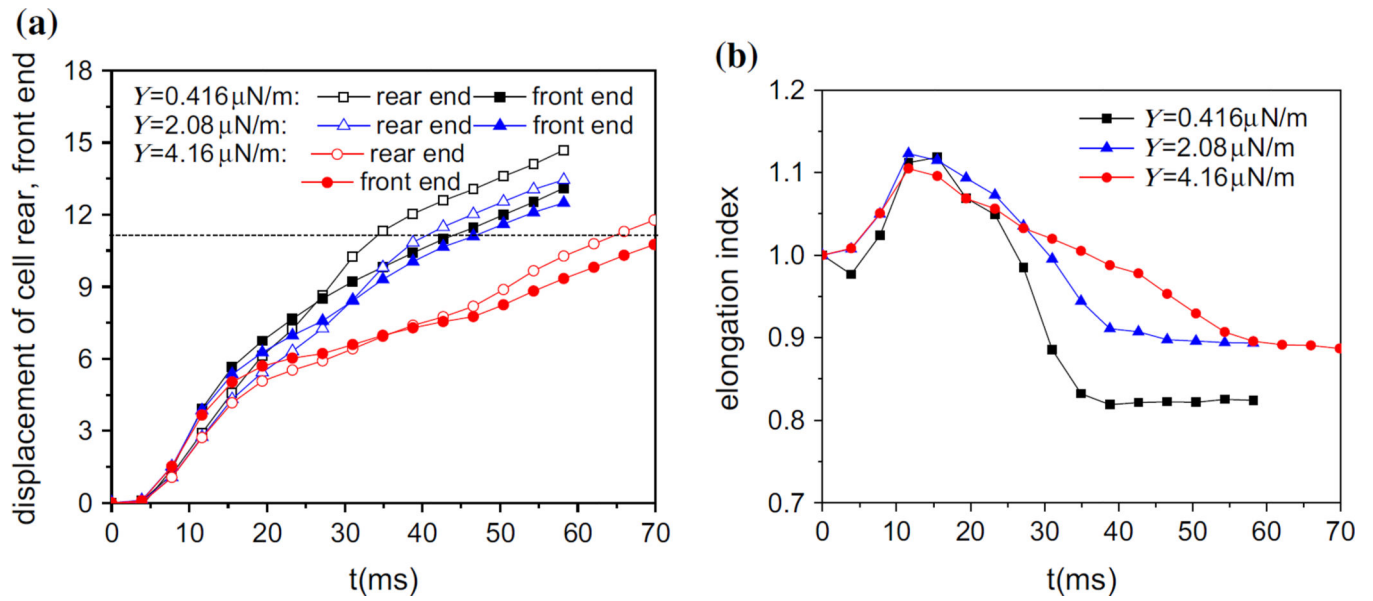 (a)
displacement of cell rear, front end
18
15
12
9
6
3
0
Y=0.416μN/m: rear end front end
Y=2.08μN/m: rear end front end
Y=4.16μN/m: rear end
front end
0 10 20 30 40 50 60 70
t(ms)
(b)
elongation index
1.2
1.1
1.0
0.9
0.8
0.7
Y=0.416μN/m
Y=2.08μN/m
Y=4.16μN/m
0 10 20 30 40 50 60 70
t(ms)